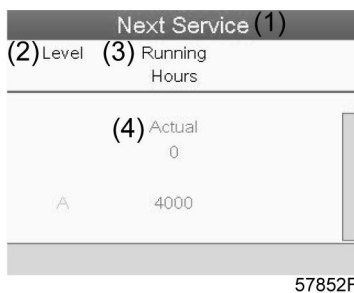 Next Service (1)
(2) Level (3) Running
Hours
(4) Actual
0
A 4000
57852F